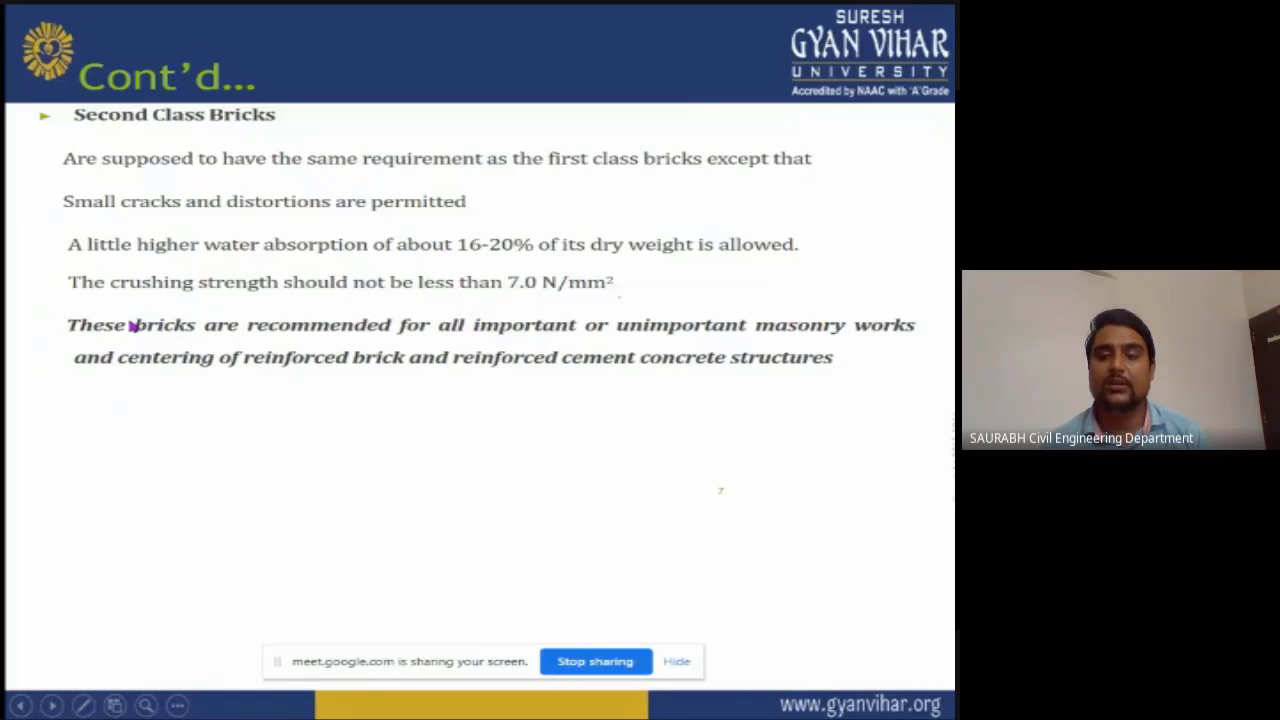 SURESH
GYAN VIHAR
UNIVERSITY
Accredited by NAAC with 'A' Grade
Cont'd...
Second Class Bricks
Are supposed to have the same requirement as the first class bricks except that
Small cracks and distortions are permitted
A little higher water absorption of about 16-20% of its dry weight is allowed.
The crushing strength should not be less than 7.0 N/mm²
These bricks are recommended for all important or unimportant masonry works
and centering of reinforced brick and reinforced cement concrete structures
SAURABH Civil Engineering Department
7
meet.google.com is sharing your screen.
Stop sharing
Hide
www.gyanvihar.org